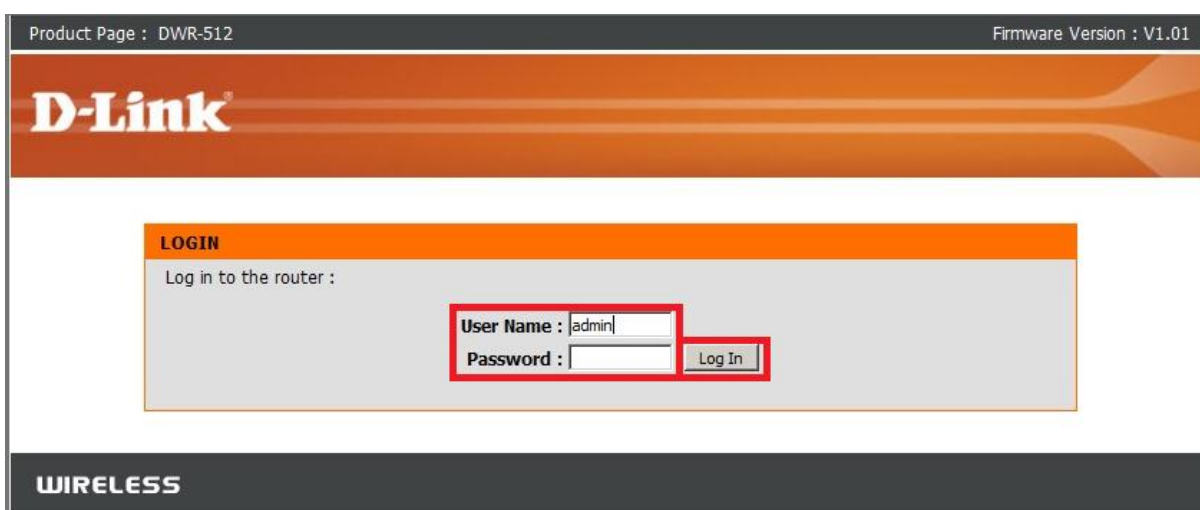 Product Page : DWR-512 Firmware Version : V1.01
D-Link
LOGIN
Log in to the router :
User Name : admin
Password :
Log In
WIRELESS